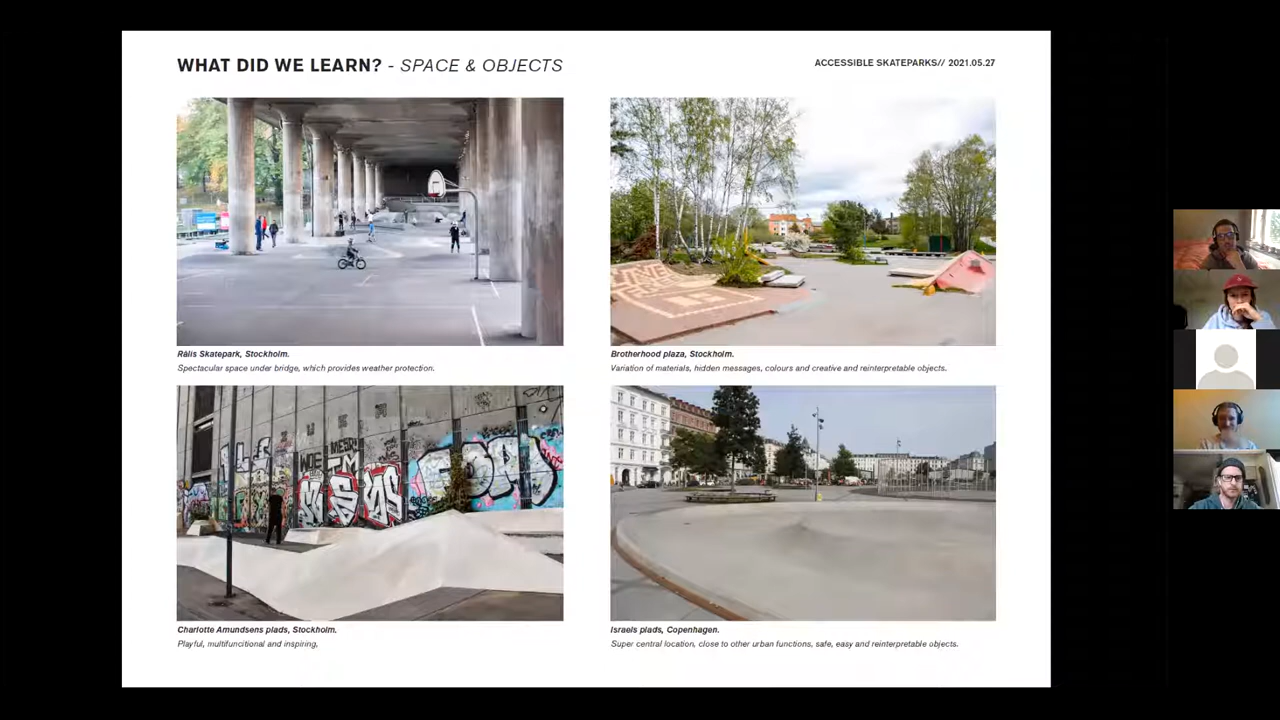 WHAT DID WE LEARN? - SPACE & OBJECTS
ACCESSIBLE SKATEPARKS// 2021.05.27
Rålis Skatepark, Stockholm.
Spectacular space under bridge, which provides weather protection.
Brotherhood plaza, Stockholm.
Variation of materials, hidden messages, colours and creative and reinterpretable objects.
Charlotte Amundsens plads, Stockholm.
Playful, multifuncitional and inspiring,
Israels plads, Copenhagen.
Super central location, close to other urban functions, safe, easy and reinterpretable objects.